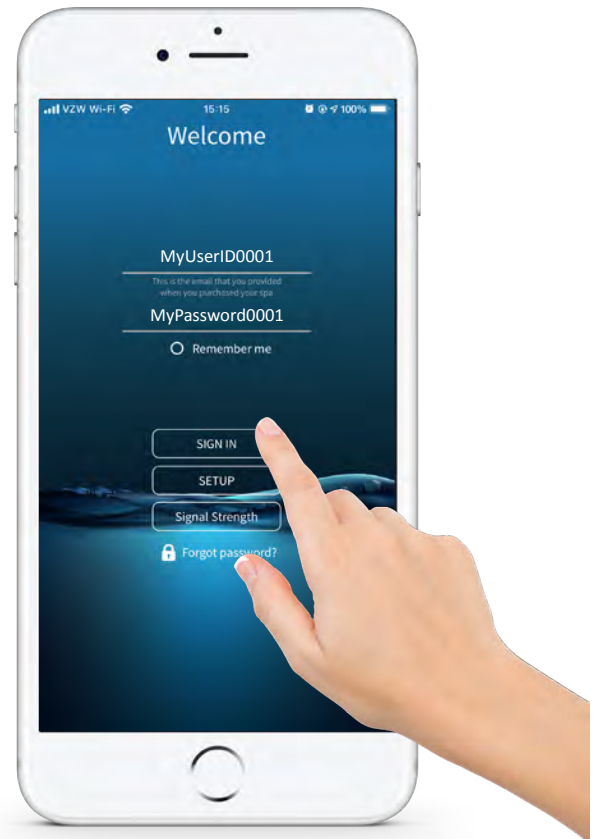 VZW Wi-Fi 15:15 100%
Welcome
MyUserID0001
This is the email that you provided
when you purchased your spa
MyPassword0001
Remember me
SIGN IN
SETUP
Signal Strength
Forgot password?